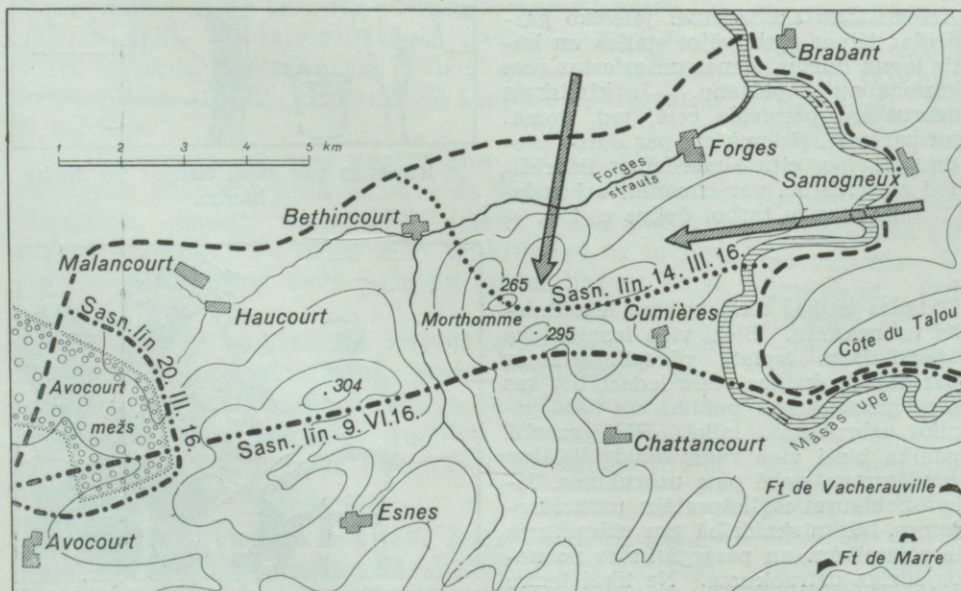 Brabant
1 2 3 4 5 km
Forges
Forges
strauts
Samogneux
Bethincourt
Malancourt
Sasn. lin. 14. III. 16.
265
Haucourt
Morthomme
Cumières
Sasn. lin. 20. III. 16.
295
Côte du Talou
Avocourt
mežs
304
Sasn. lin. 9. VI. 16.
Māsas upe
Chattancourt
Ft de Vacherauville
Esnes
Avocourt
Ft de Marre